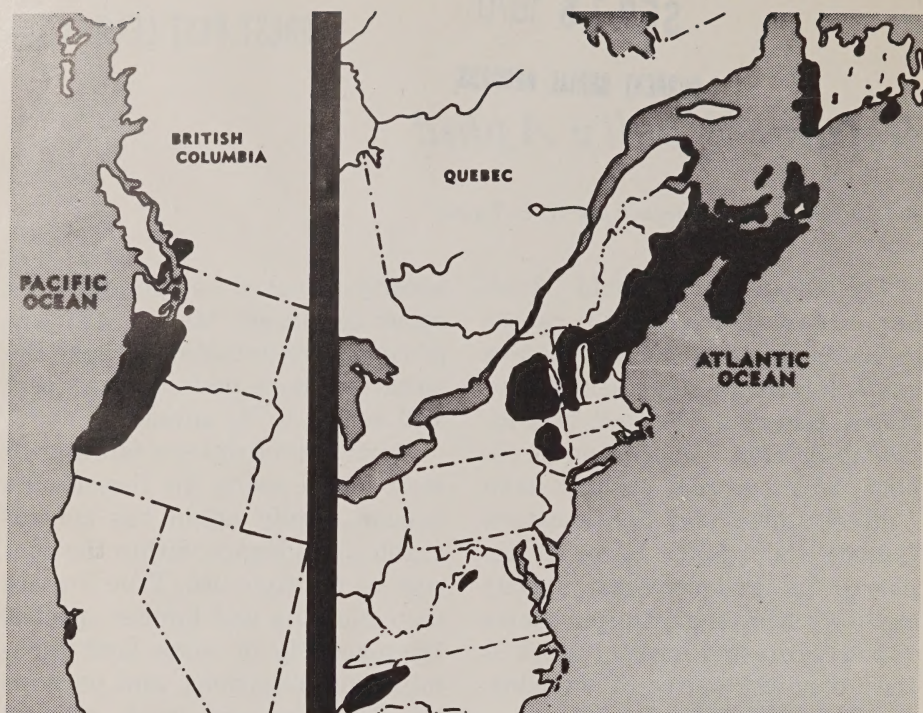 BRITISH
COLUMBIA
PACIFIC
OCEAN
QUEBEC
ATLANTIC
OCEAN